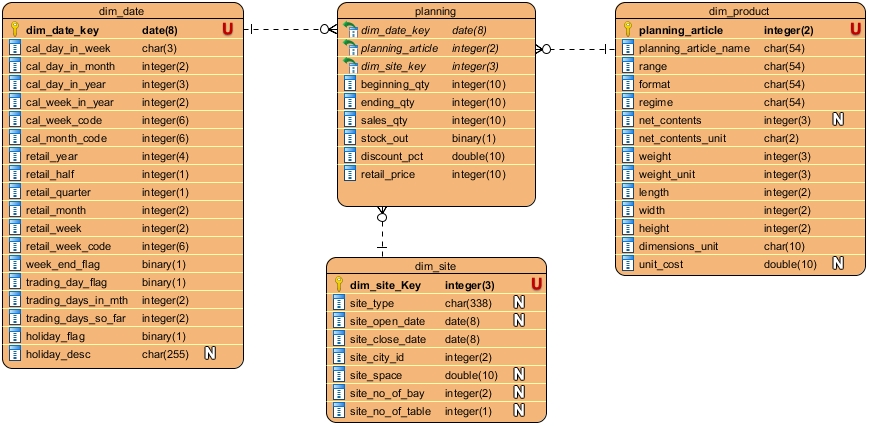 dim_date
dim_date_key date(8) U
cal_day_in_week char(3)
cal_day_in_month integer(2)
cal_day_in_year integer(3)
cal_week_in_year integer(2)
cal_week_code integer(6)
cal_month_code integer(6)
retail_year integer(4)
retail_half integer(1)
retail_quarter integer(1)
retail_month integer(2)
retail_week integer(2)
retail_week_code integer(6)
week_end_flag binary(1)
trading_day_flag binary(1)
trading_days_in_mth integer(2)
trading_days_so_far integer(2)
holiday_flag binary(1)
holiday_desc char(255) N
planning
dim_date_key date(8)
planning_article integer(2)
dim_site_key integer(3)
beginning_qty integer(10)
ending_qty integer(10)
sales_qty integer(10)
stock_out binary(1)
discount_pct double(10)
retail_price integer(10)
dim_product
planning_article integer(2) U
planning_article_name char(54)
range char(54)
format char(54)
regime char(54)
net_contents integer(3) N
net_contents_unit char(2)
weight integer(3)
weight_unit integer(3)
length integer(2)
width integer(2)
height integer(2)
dimensions_unit char(10)
unit_cost double(10) N
dim_site
dim_site_Key integer(3) U
site_type char(338) N
site_open_date date(8) N
site_close_date date(8)
site_city_id integer(2)
site_space double(10) N
site_no_of_bay integer(2) N
site_no_of_table integer(1) N